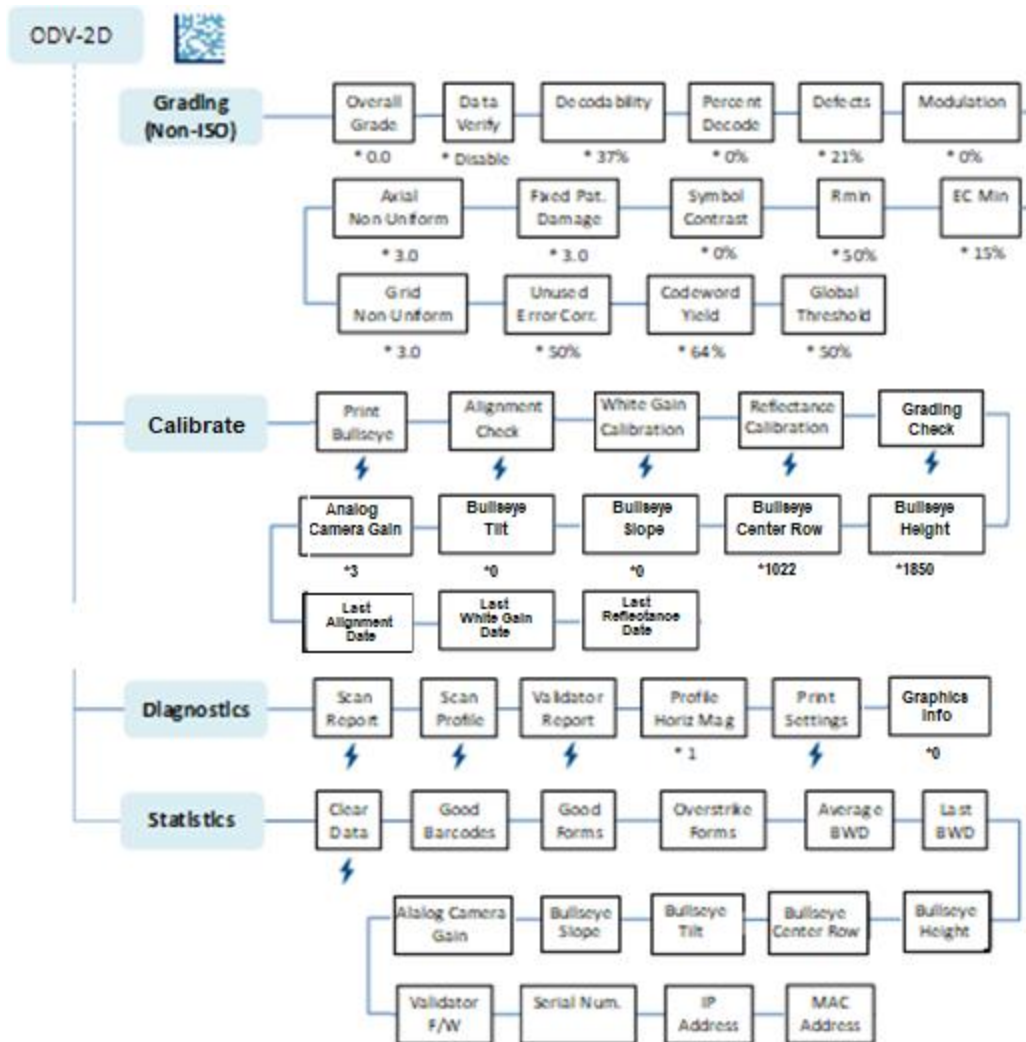 ODV-2D
Grading
(Non-ISO)
Overall
Grade
* 0.0
Data
Verify
* Disable
Decodability
* 37%
Percent
Decode
* 0%
Defects
* 21%
Modulation
* 0%
Axial
Non Uniform
* 3.0
Fixed Pat.
Damage
* 3.0
Symbol
Contrast
* 0%
Rmin
* 50%
EC Min
* 15%
Grid
Non Uniform
* 3.0
Unused
Error Corr.
* 50%
Codeword
Yield
* 64%
Global
Threshold
* 50%
Calibrate
Print
Bullseye
Alignment
Check
White Gain
Calibration
Reflectance
Calibration
Grading
Check
Analog
Camera Gain
*3
Bullseye
Tilt
*0
Bullseye
Slope
*0
Bullseye
Center Row
*1022
Bullseye
Height
*1850
Last
Alignment
Date
Last
White Gain
Date
Last
Reflectance
Date
Diagnostics
Scan
Report
Scan
Profile
Validator
Report
Profile
Horiz Mag
* 1
Print
Settings
Graphics
Info
*0
Statistics
Clear
Data
Good
Barcodes
Good
Forms
Overstrike
Forms
Average
BWD
Last
BWD
Alalog Camera
Gain
Bullseye
Slope
Bullseye
Tilt
Bullseye
Center Row
Bullseye
Height
Validator
F/W
Serial Num.
IP
Address
MAC
Address